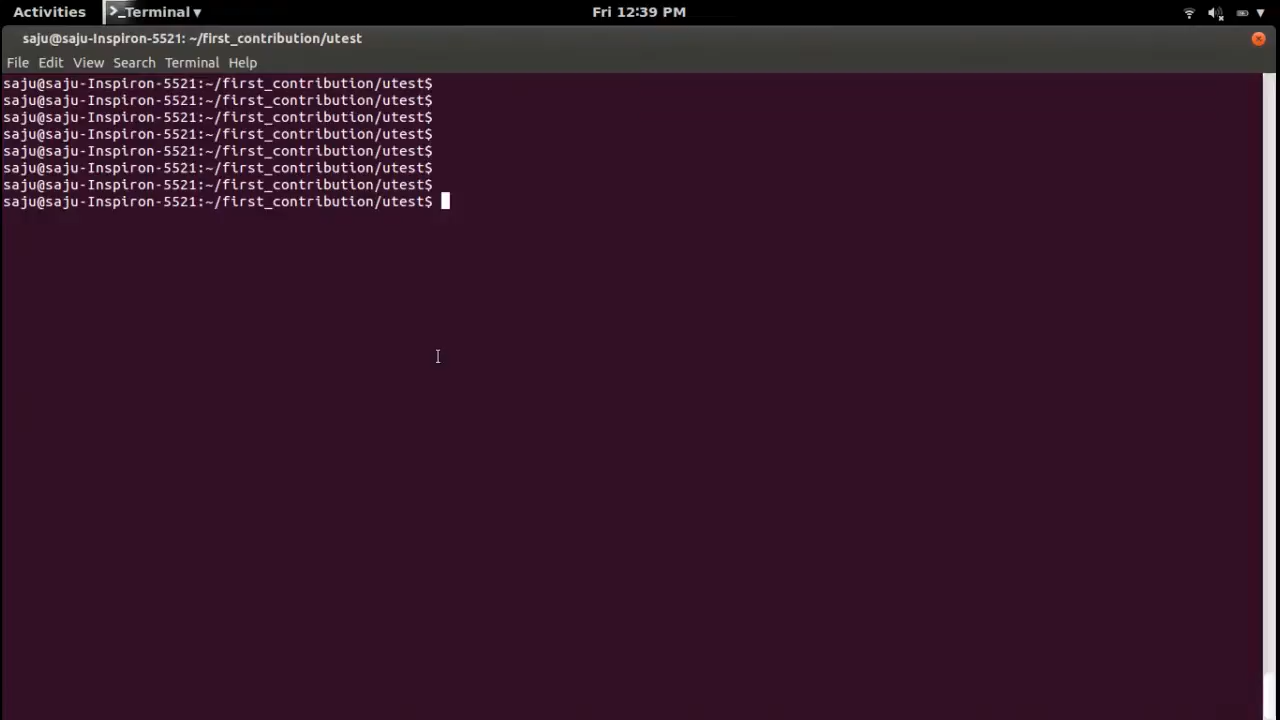 Activities >_Terminal ▾ Fri 12:39 PM
saju@saju-Inspiron-5521: ~/first_contribution/utest
File Edit View Search Terminal Help
saju@saju-Inspiron-5521:~/first_contribution/utest$
saju@saju-Inspiron-5521:~/first_contribution/utest$
saju@saju-Inspiron-5521:~/first_contribution/utest$
saju@saju-Inspiron-5521:~/first_contribution/utest$
saju@saju-Inspiron-5521:~/first_contribution/utest$
saju@saju-Inspiron-5521:~/first_contribution/utest$
saju@saju-Inspiron-5521:~/first_contribution/utest$
saju@saju-Inspiron-5521:~/first_contribution/utest$